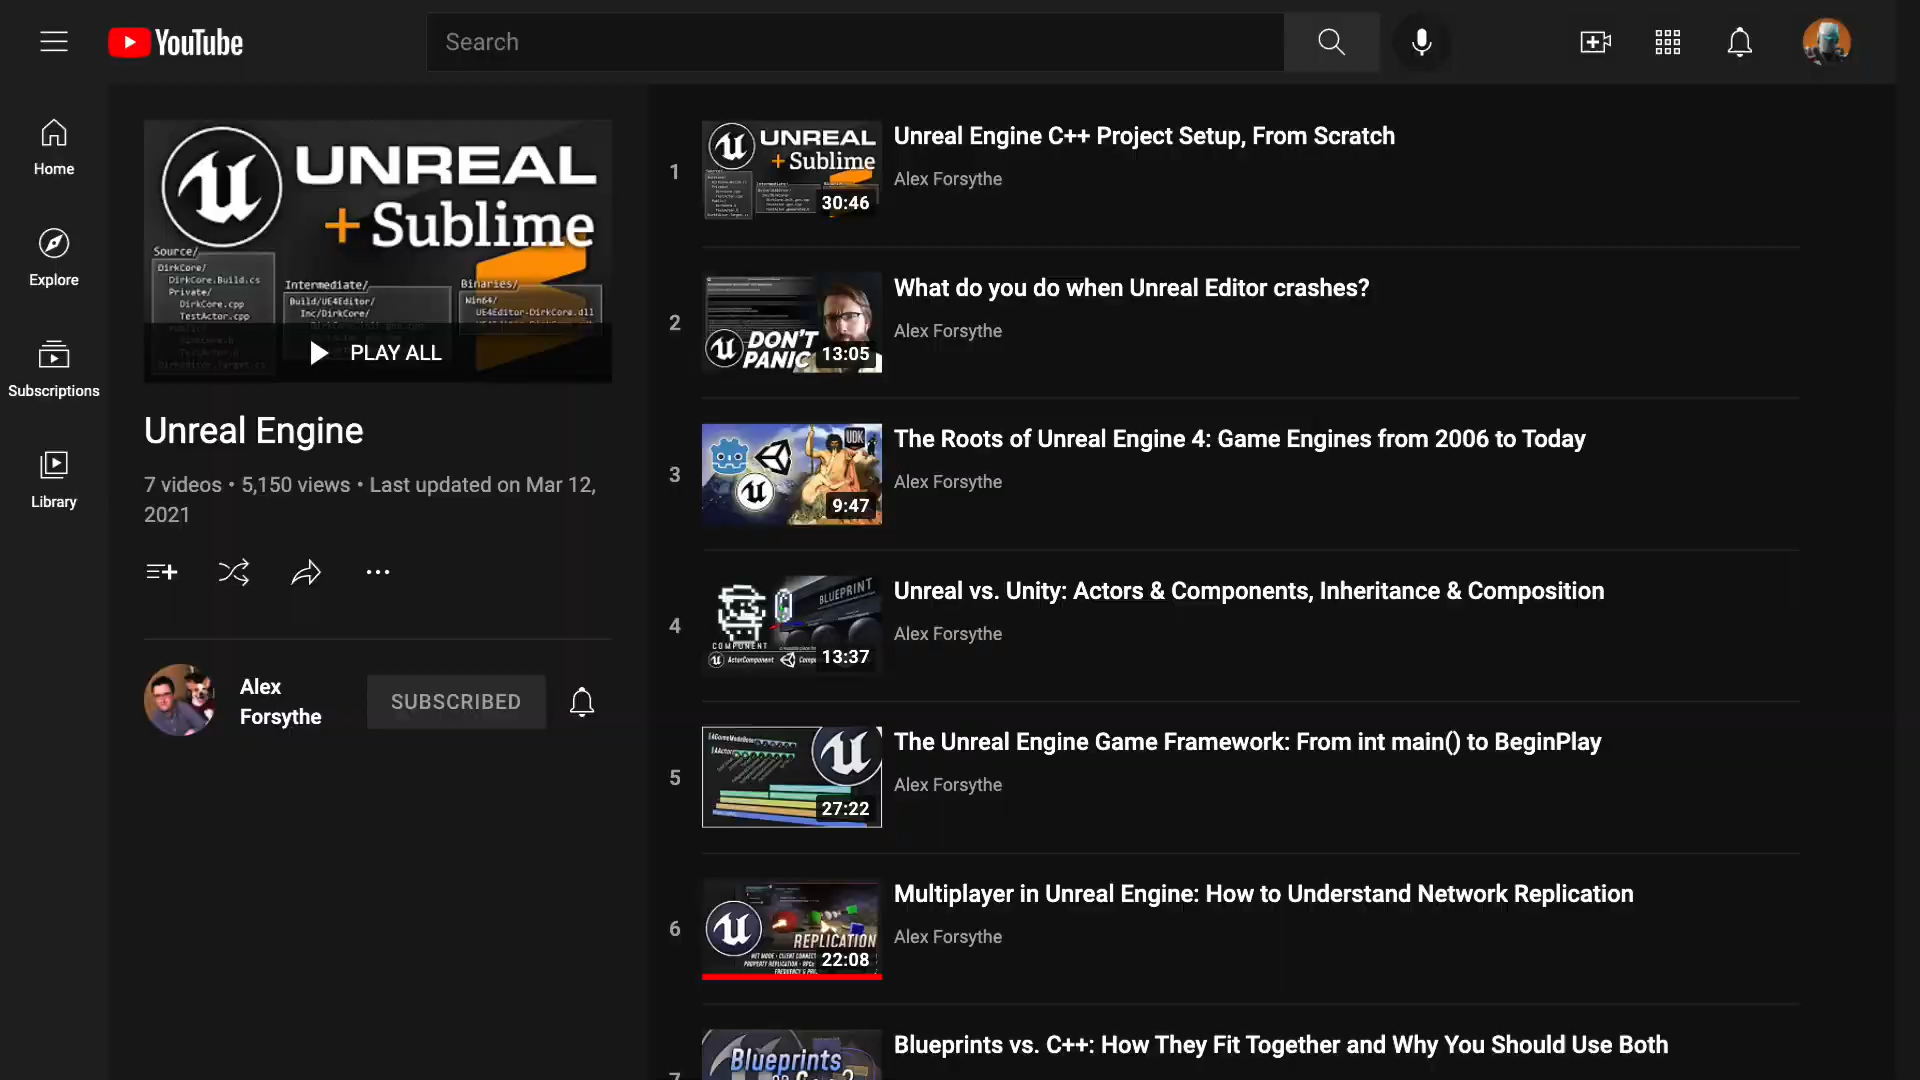 YouTube
Search
Home
Explore
Subscriptions
Library
UNREAL
+ Sublime
Source/
DirkCore/
DirkCore.Build.cs
Private/
DirkCore.cpp
TestActor.cpp
Intermediate/
Build/UE4Editor/
Inc/DirkCore/
Binaries/
Win64/
UE4Editor-DirkCore.dll
PLAY ALL
Unreal Engine
7 videos • 5,150 views • Last updated on Mar 12,
2021
Alex
Forsythe
SUBSCRIBED
1
UNREAL
+Sublime
30:46
Unreal Engine C++ Project Setup, From Scratch
Alex Forsythe
2
DON'T
PANIC
13:05
What do you do when Unreal Editor crashes?
Alex Forsythe
3
UDK
9:47
The Roots of Unreal Engine 4: Game Engines from 2006 to Today
Alex Forsythe
4
BLUEPRINT
COMPONENT
ActorComponent
13:37
Unreal vs. Unity: Actors & Components, Inheritance & Composition
Alex Forsythe
5
27:22
The Unreal Engine Game Framework: From int main() to BeginPlay
Alex Forsythe
6
REPLICATION
22:08
Multiplayer in Unreal Engine: How to Understand Network Replication
Alex Forsythe
7
Blueprints
Blueprints vs. C++: How They Fit Together and Why You Should Use Both